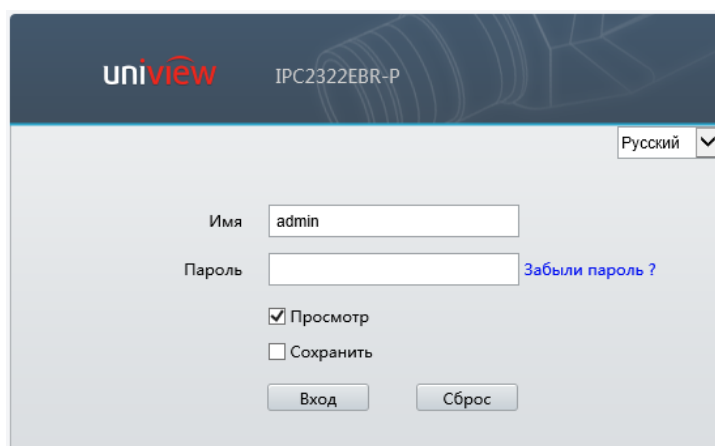 uniview IPC2322EBR-P
Русский
Имя admin
Пароль Забыли пароль ?
Просмотр
Сохранить
Вход Сброс